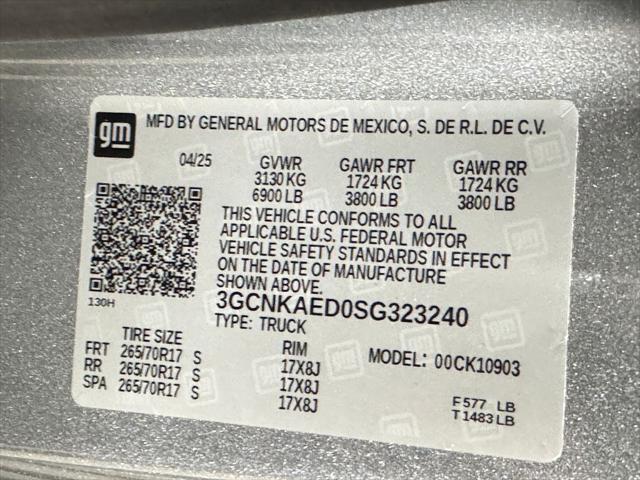 gm
MFD BY GENERAL MOTORS DE MEXICO, S. DE R.L. DE C.V.
04/25 GVWR GAWR FRT GAWR RR
3130 KG 1724 KG 1724 KG
6900 LB 3800 LB 3800 LB
THIS VEHICLE CONFORMS TO ALL
APPLICABLE U.S. FEDERAL MOTOR
VEHICLE SAFETY STANDARDS IN EFFECT
ON THE DATE OF MANUFACTURE
SHOWN ABOVE.
130H
3GCNKAED0SG323240
TYPE: TRUCK
TIRE SIZE RIM MODEL: 00CK10903
FRT 265/70R17 S 17X8J
RR 265/70R17 S 17X8J
SPA 265/70R17 S 17X8J
F 577 LB
T 1483 LB